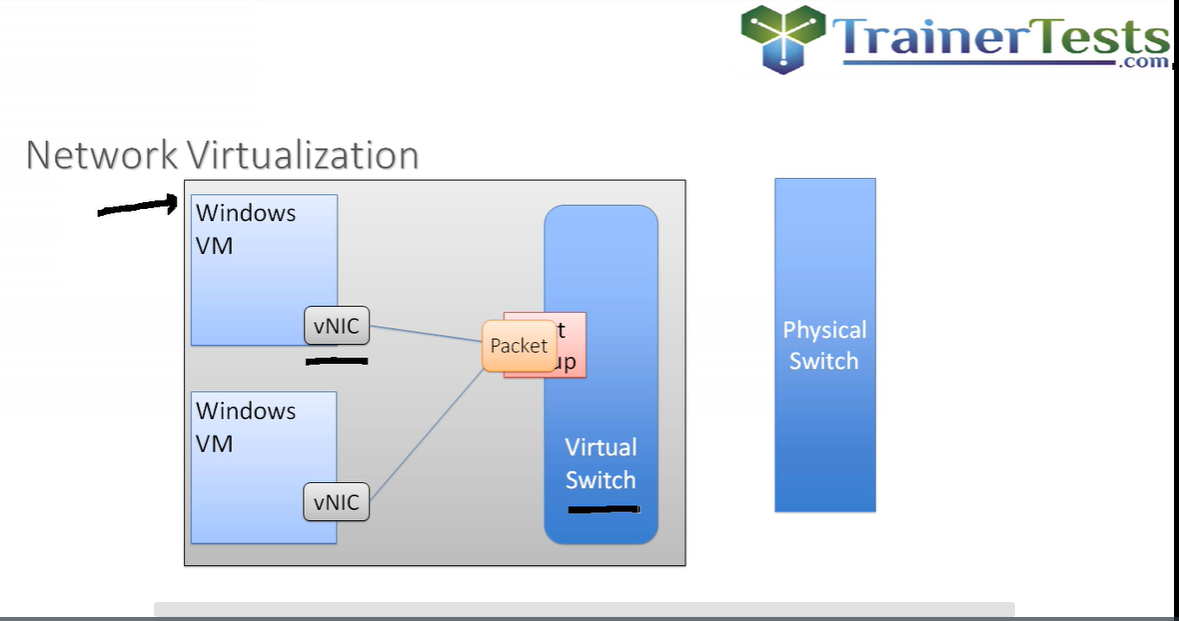 TrainerTests
.com
Network Virtualization
Windows
VM
vNIC
Windows
VM
vNIC
Packet
t
up
Virtual
Switch
Physical
Switch